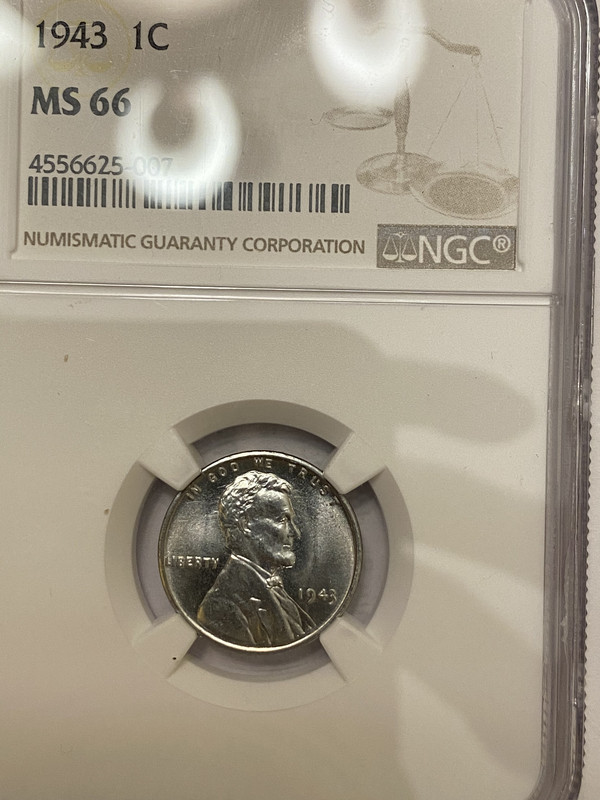 1943 1C
MS 66
4556625-007
NUMISMATIC GUARANTY CORPORATION
NGC®
IN GOD WE TRUST
LIBERTY
1943